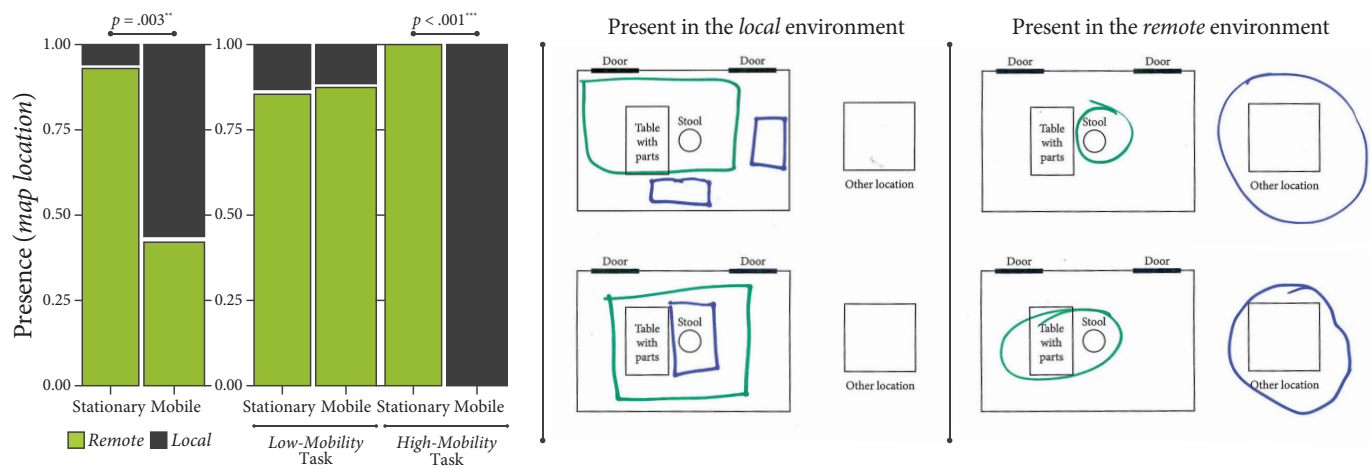 p = .003**
p < .001***
Presence (map location)
1.00
0.75
0.50
0.25
0.00
1.00
0.75
0.50
0.25
0.00
Stationary Mobile
Stationary Mobile Stationary Mobile
Remote Local
Low-Mobility
Task
High-Mobility
Task
Present in the local environment
Door Door
Table
with
parts
Stool
Other location
Door Door
Table
with
parts
Stool
Other location
Present in the remote environment
Door Door
Table
with
parts
Stool
Other location
Door Door
Table
with
parts
Stool
Other location